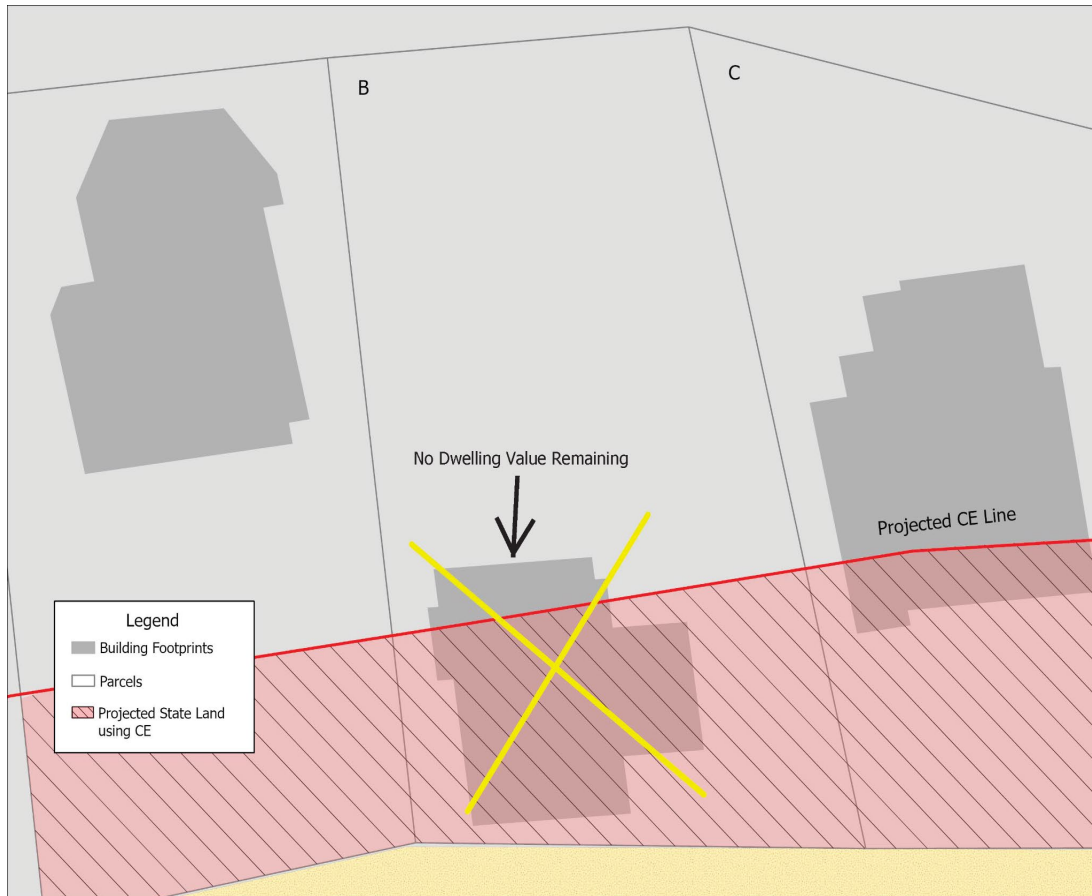 B
C
No Dwelling Value Remaining
Projected CE Line
Legend
Building Footprints
Parcels
Projected State Land
using CE